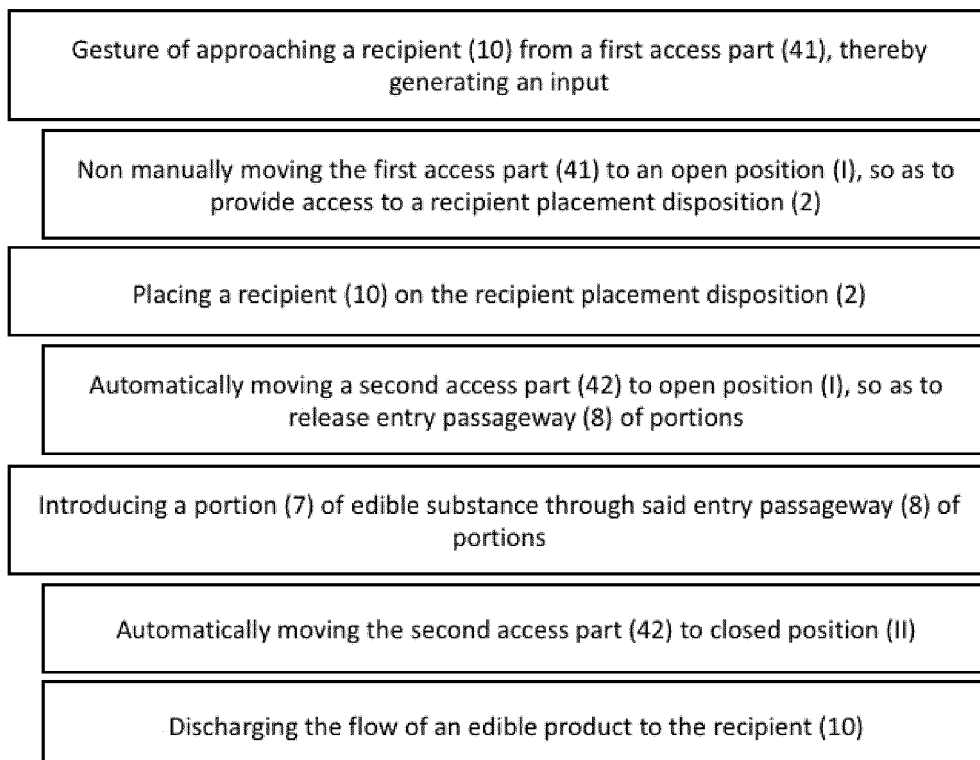 Gesture of approaching a recipient (10) from a first access part (41), thereby
generating an input
Non manually moving the first access part (41) to an open position (I), so as to
provide access to a recipient placement disposition (2)
Placing a recipient (10) on the recipient placement disposition (2)
Automatically moving a second access part (42) to open position (I), so as to
release entry passageway (8) of portions
Introducing a portion (7) of edible substance through said entry passageway (8) of
portions
Automatically moving the second access part (42) to closed position (II)
Discharging the flow of an edible product to the recipient (10)